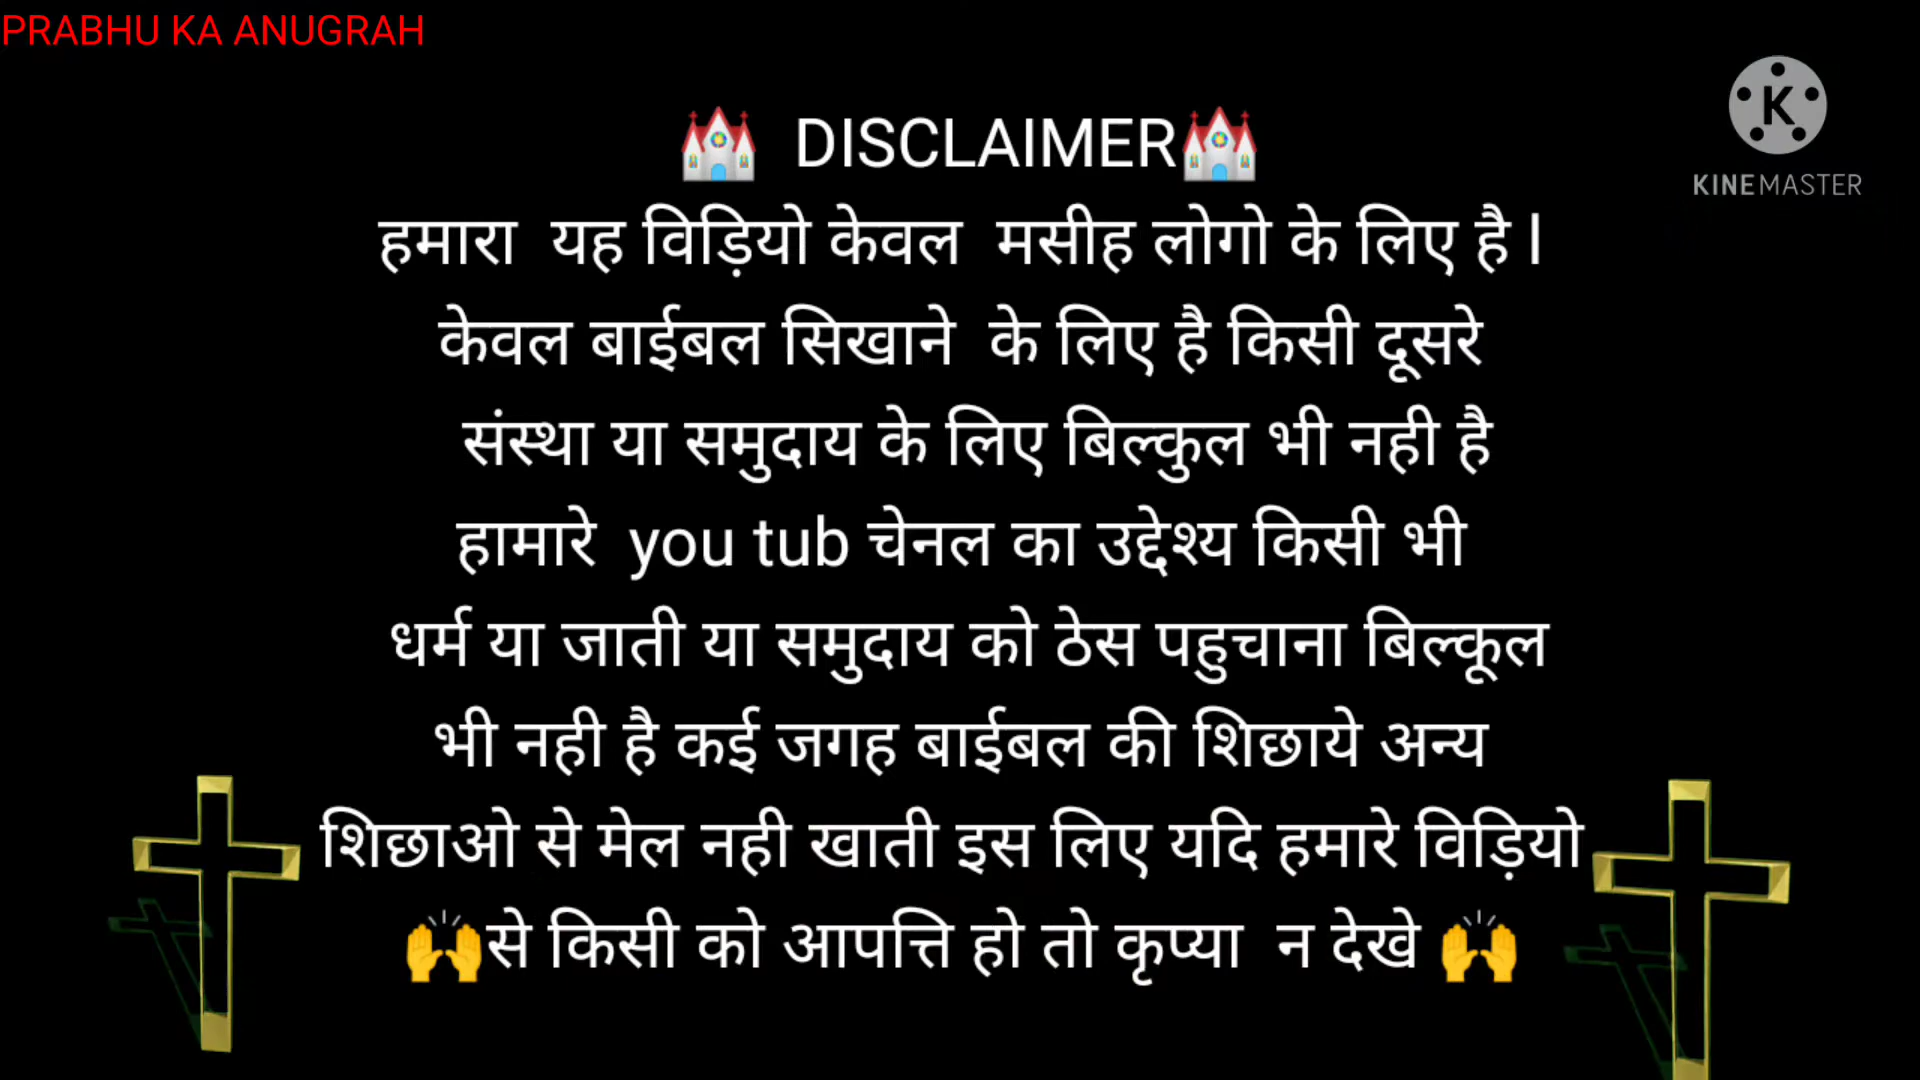 PRABHU KA ANUGRAH
K
KINEMASTER
⛪ DISCLAIMER⛪
हमारा यह विड़ियो केवल मसीह लोगो के लिए है l
केवल बाईबल सिखाने के लिए है किसी दूसरे
संस्था या समुदाय के लिए बिल्कुल भी नही है
हामारे you tub चेनल का उद्देश्य किसी भी
धर्म या जाती या समुदाय को ठेस पहुचाना बिल्कूल
भी नही है कई जगह बाईबल की शिछाये अन्य
शिछाओ से मेल नही खाती इस लिए यदि हमारे विड़ियो
🙌से किसी को आपत्ति हो तो कृप्या न देखे 🙌